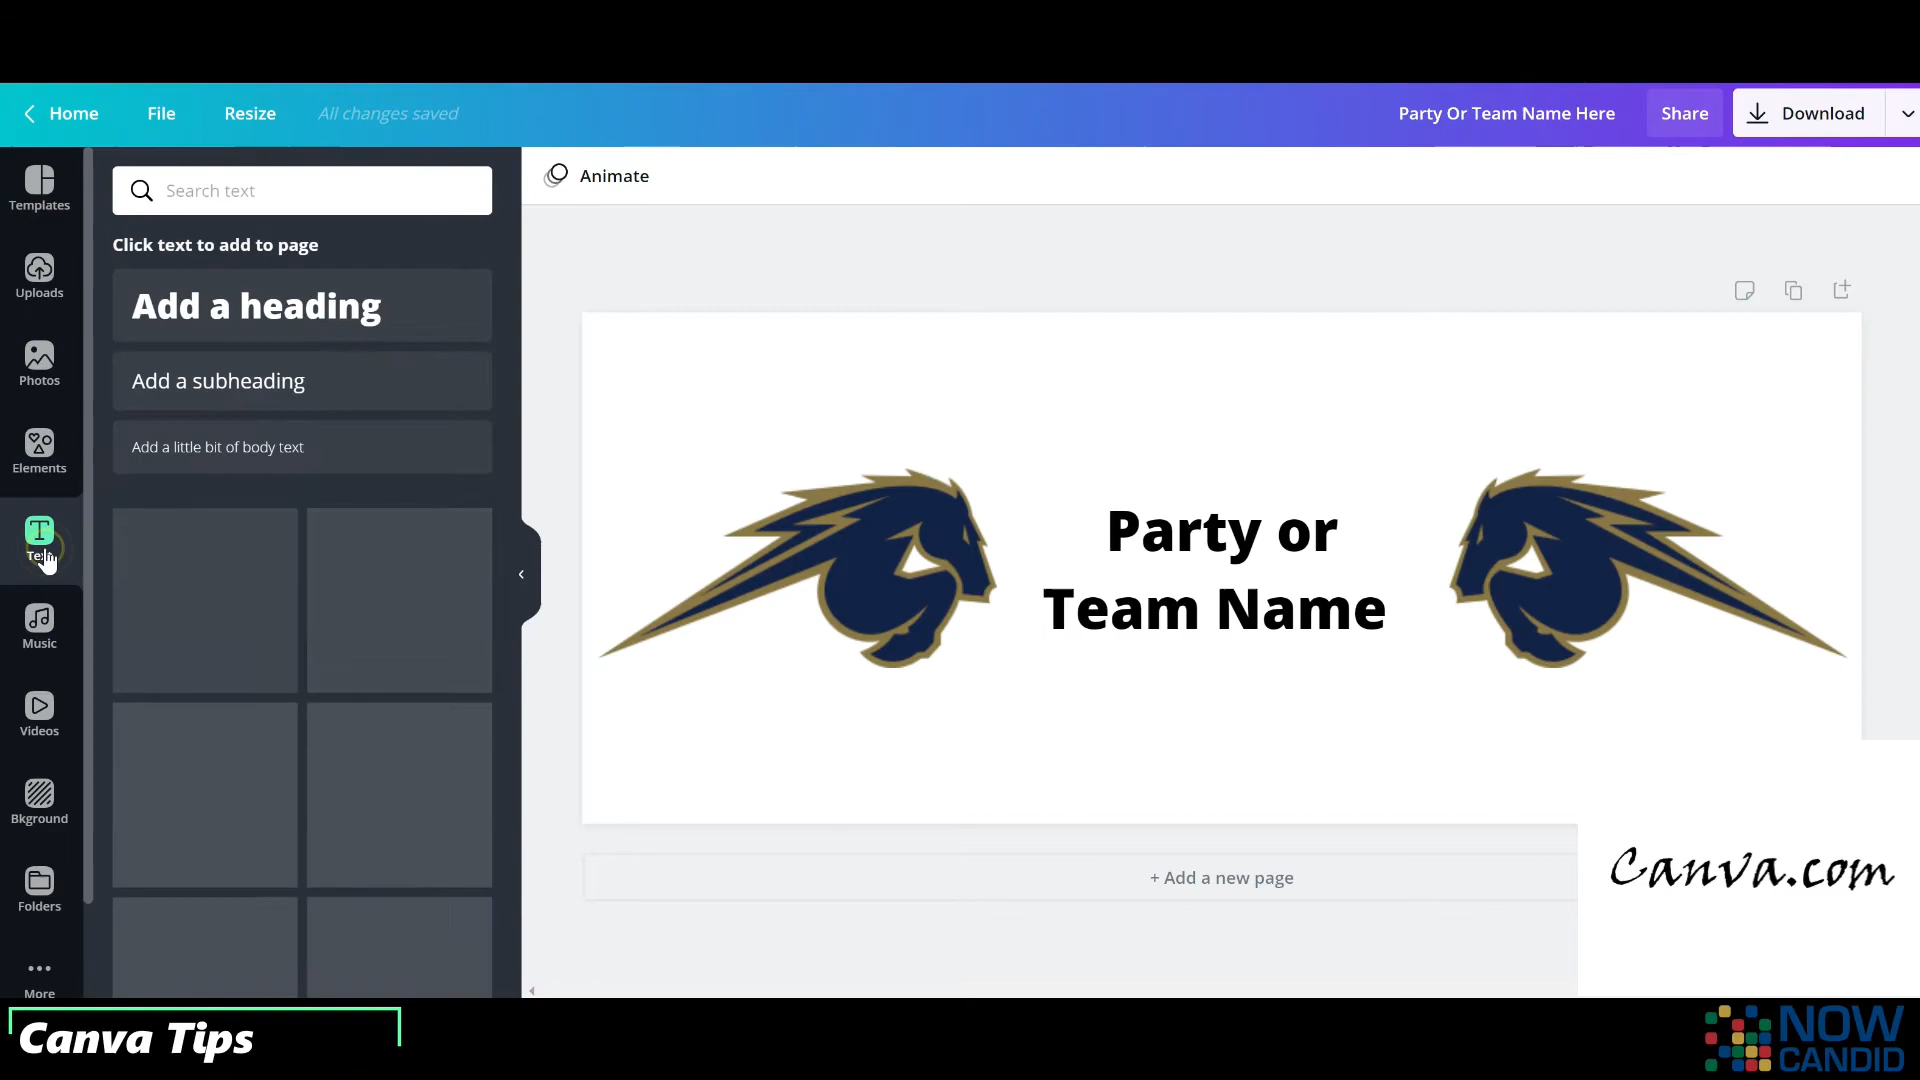 Home
File
Resize
All changes saved
Party Or Team Name Here
Share
Download
Templates
Uploads
Photos
Elements
Text
Music
Videos
Bkground
Folders
More
Search text
Click text to add to page
Add a heading
Add a subheading
Add a little bit of body text
Animate
Party or
Team Name
+ Add a new page
Canva.com
Canva Tips
NOW
CANDID